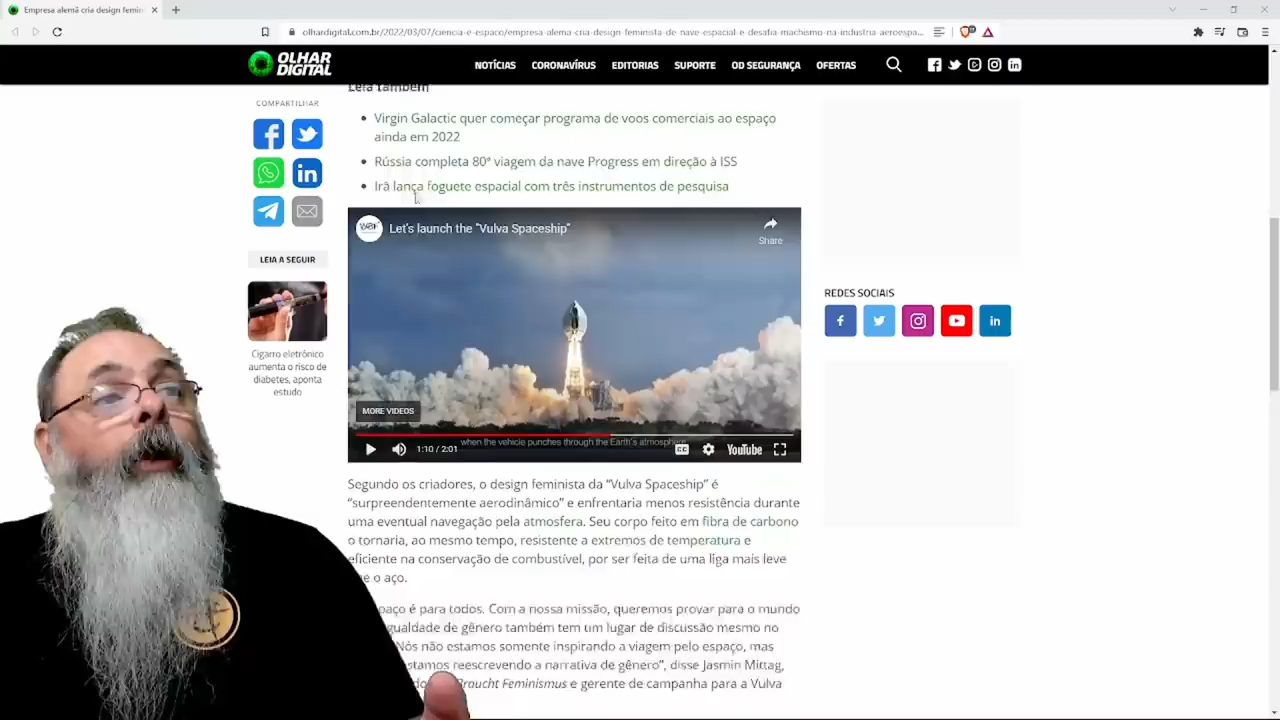 Empresa alemã cria design femin
olhardigital.com.br/2022/03/07/ciencia-e-espaco/empresa-alema-cria-design-feminista-de-nave-espacial-e-desafia-machismo-na-industria-aeroespa...
OLHAR DIGITAL
NOTÍCIAS CORONAVÍRUS EDITORIAS SUPORTE OD SEGURANÇA OFERTAS
COMPARTILHAR
LEIA A SEGUIR
Cigarro eletrônico
aumenta o risco de
diabetes, aponta
estudo
Leia também
Virgin Galactic quer começar programa de voos comerciais ao espaço
ainda em 2022
Rússia completa 80ª viagem da nave Progress em direção à ISS
Irã lança foguete espacial com três instrumentos de pesquisa
Let's launch the "Vulva Spaceship"
Share
MORE VIDEOS
when the vehicle punches through the Earth's atmosphere
1:10 / 2:01
CC
YouTube
Segundo os criadores, o design feminista da “Vulva Spaceship” é
“surpreendentemente aerodinâmico” e enfrentaria menos resistência durante
uma eventual navegação pela atmosfera. Seu corpo feito em fibra de carbono
o tornaria, ao mesmo tempo, resistente a extremos de temperatura e
eficiente na conservação de combustível, por ser feita de uma liga mais leve
e o aço.
paço é para todos. Com a nossa missão, queremos provar para o mundo
gualdade de gênero também tem um lugar de discussão mesmo no
Nós não estamos somente inspirando a viagem pelo espaço, mas
stamos reescrevendo a narrativa de gênero”, disse Jasmin Mittag,
do Braucht Feminismus e gerente de campanha para a Vulva
REDES SOCIAIS